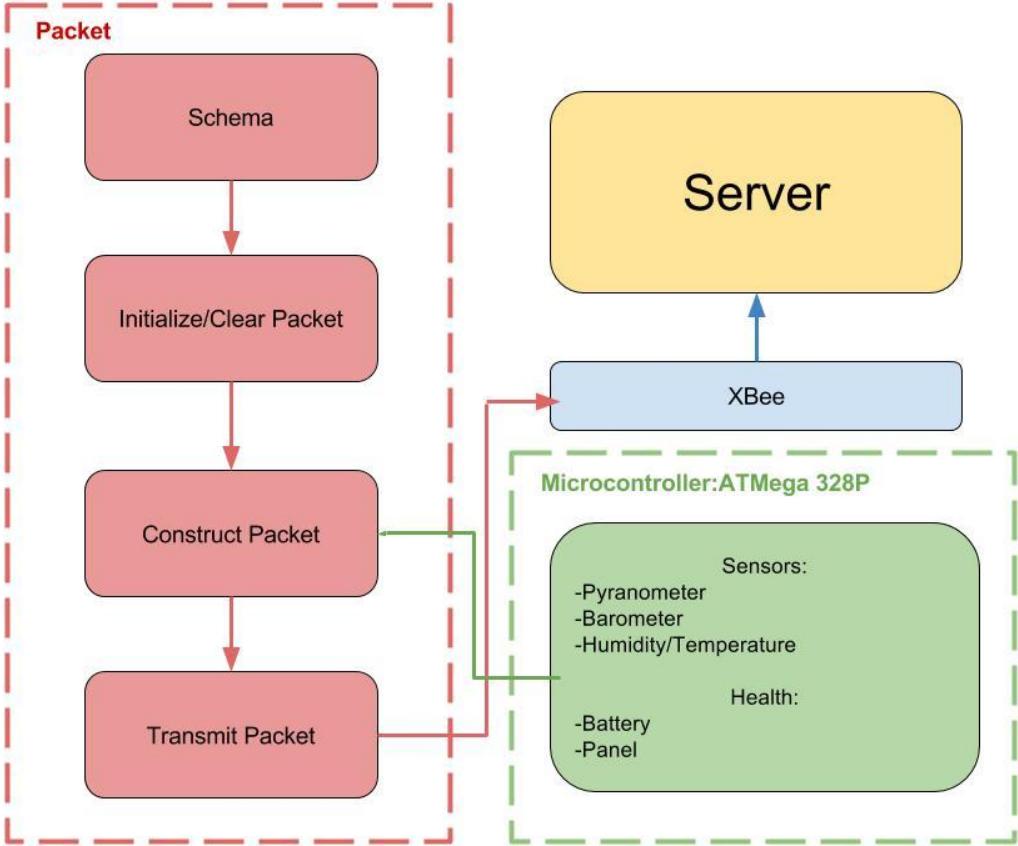 Packet
Schema
Initialize/Clear Packet
Construct Packet
Transmit Packet
Server
XBee
Microcontroller:ATMega 328P
Sensors:
-Pyranometer
-Barometer
-Humidity/Temperature
Health:
-Battery
-Panel